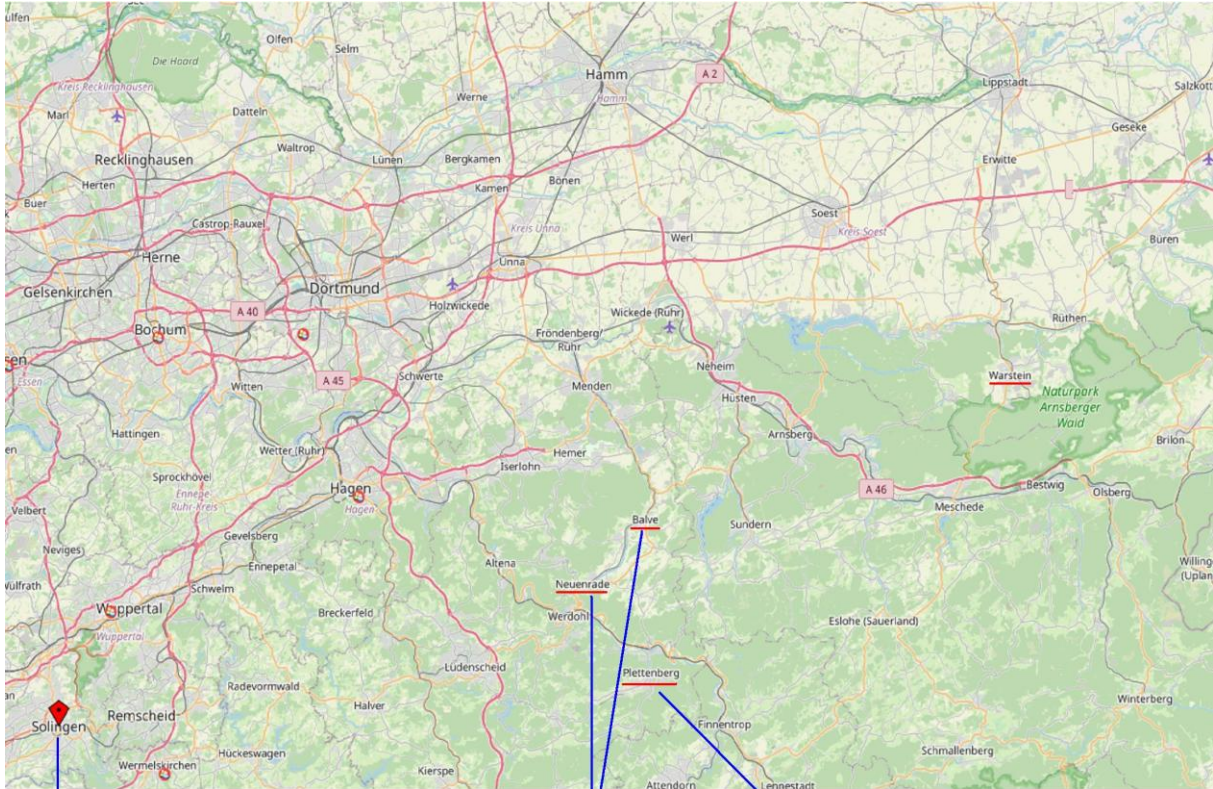 Olfen
Selm
Die Haard
Hamm
Hamm
A 2
Lippstadt
Kreis Recklinghausen
Marl
Datteln
Werne
Salzkott
Geseke
Recklinghausen
Waltrop
Lünen
Bergkamen
Erwitte
Herten
Kamen
Bönen
Buer
Castrop-Rauxel
Soest
Kreis Unna
Kreis Soest
Werl
Büren
Herne
Unna
Gelsenkirchen
Dortmund
Holzwickede
A 40
Wickede (Ruhr)
Rüthen
Bochum
Fröndenberg/
Ruhr
Essen
A 45
Schwerte
Neheim
Warstein
Witten
Menden
Hüsten
Naturpark
Arnsberger
Wald
Hattingen
Arnsberg
Brilon
Wetter (Ruhr)
Hemer
Iserlohn
Sprockhövel
Hagen
Ennepe
Ruhr-Kreis
Hagen
A 46
Bestwig
Olsberg
Velbert
Meschede
Balve
Sundern
Gevelsberg
Neviges
Altena
Ennepetal
Willing
(Uplan
Wülfrath
Schwelm
Neuenrade
Wuppertal
Breckerfeld
Werdohl
Eslohe (Sauerland)
Wuppertal
Lüdenscheid
Plettenberg
Radevormwald
Halver
Winterberg
Remscheid
Solingen
Finnentrop
Hückeswagen
Schmallenberg
Wermelskirchen
Kierspe
Attendorn
Lennestadt